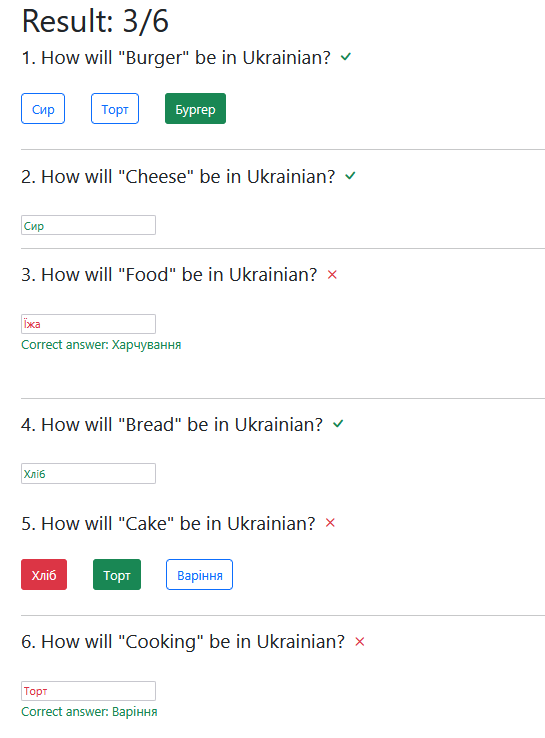 Result: 3/6
1. How will "Burger" be in Ukrainian?
Сир Торт Бургер
2. How will "Cheese" be in Ukrainian?
Сир
3. How will "Food" be in Ukrainian?
Їжа
Correct answer: Харчування
4. How will "Bread" be in Ukrainian?
Хліб
5. How will "Cake" be in Ukrainian?
Хліб Торт Варіння
6. How will "Cooking" be in Ukrainian?
Торт
Correct answer: Варіння